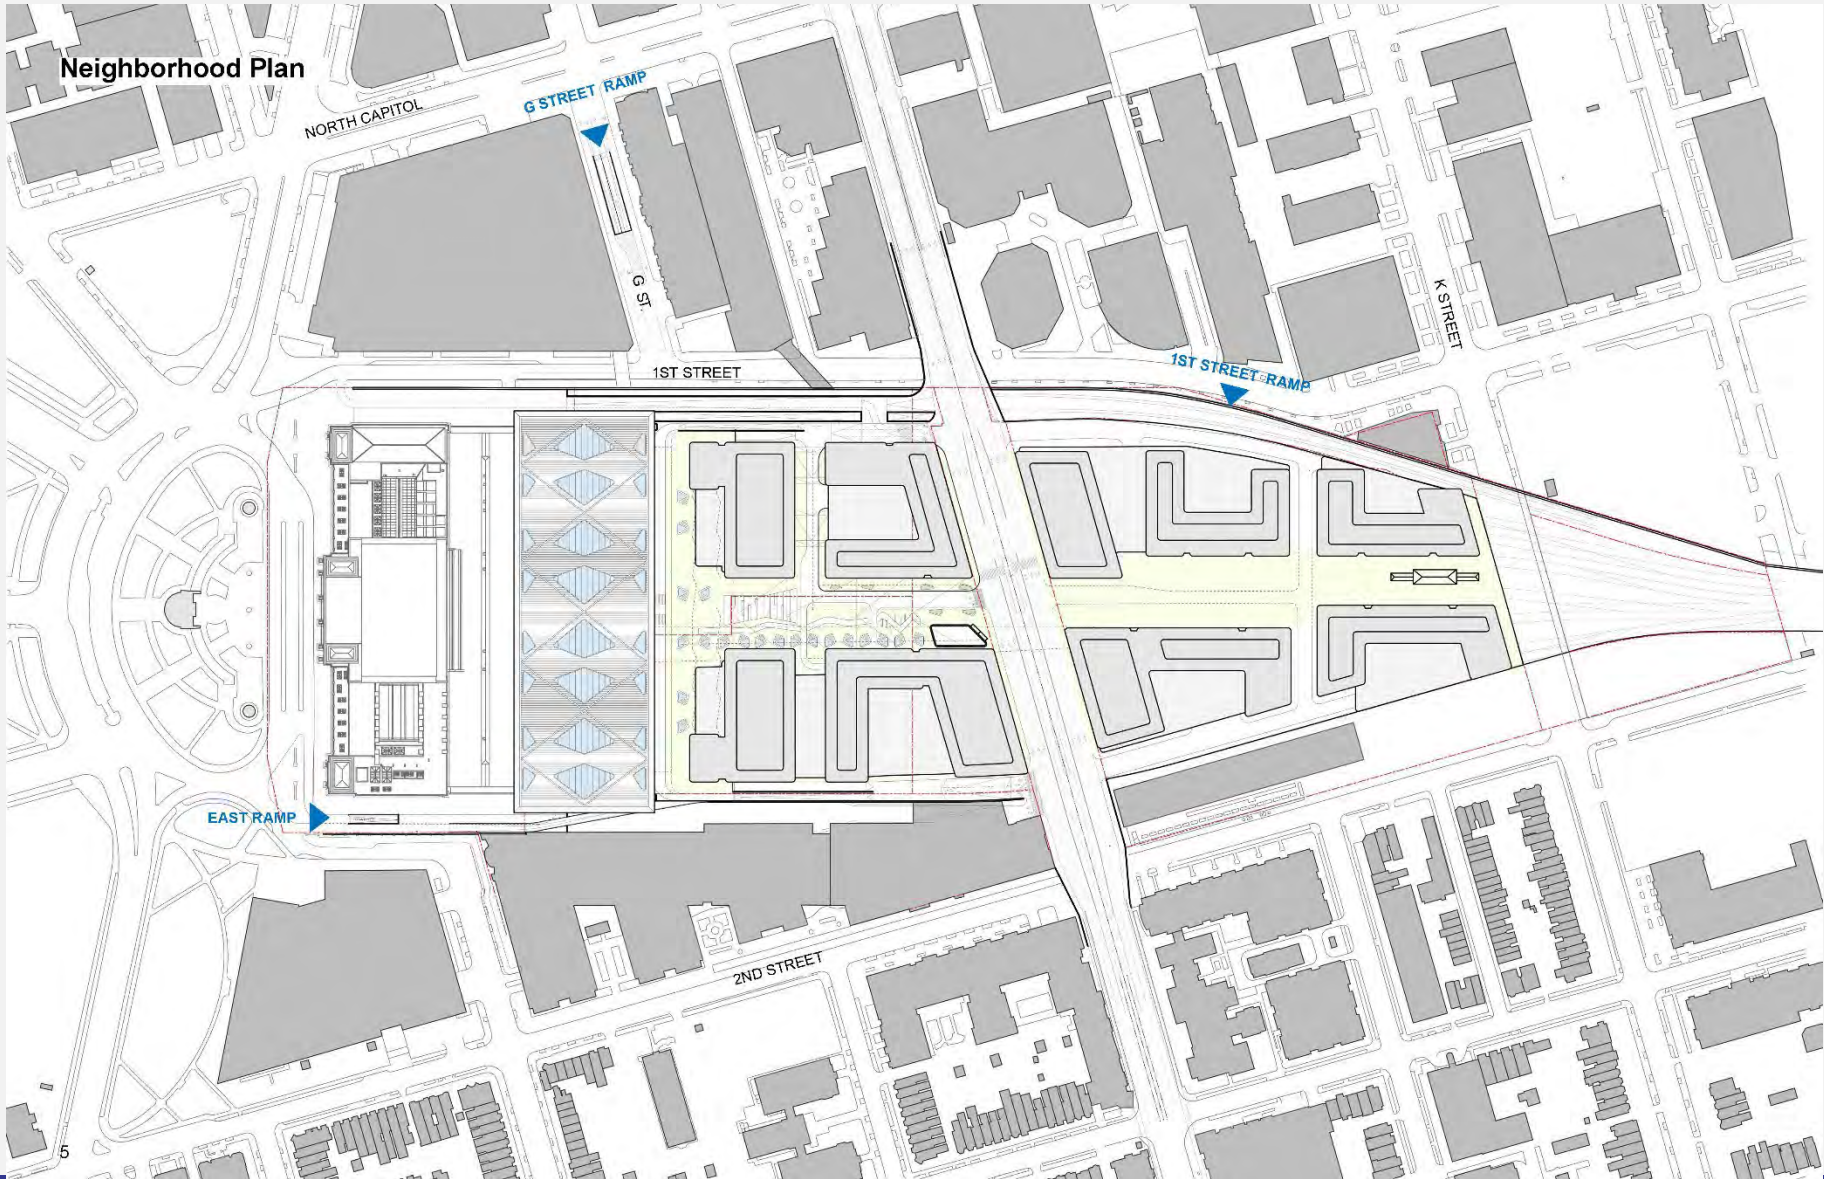 Neighborhood Plan
G STREET RAMP
NORTH CAPITOL
G ST.
K STREET
1ST STREET
1ST STREET RAMP
EAST RAMP
2ND STREET
5